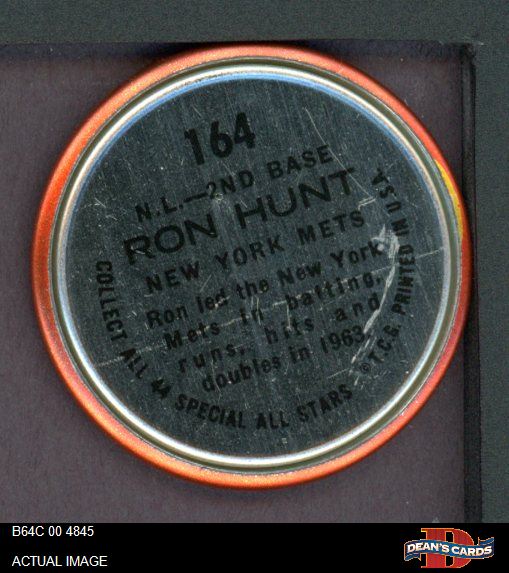 164
N.L.—2ND BASE
RON HUNT
NEW YORK METS
Ron led the New York
Mets in batting,
runs, hits and
doubles in 1963.
COLLECT ALL 44 SPECIAL ALL STARS ©T.C.G. PRINTED IN U.S.A.
B64C 00 4845
ACTUAL IMAGE
D
DEAN'S CARDS